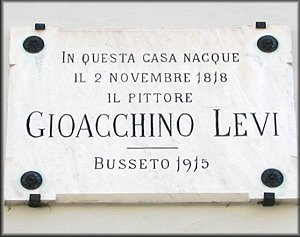 IN QUESTA CASA NACQUE
IL 2 NOVEMBRE 1818
IL PITTORE
GIOACCHINO LEVI
BUSSETO 1915